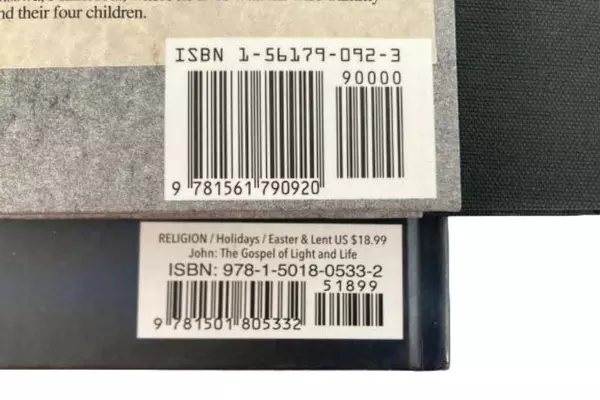 nd their four children.
ISBN 1-56179-092-3
90000
9 781561 790920
RELIGION / Holidays / Easter & Lent US $18.99
John: The Gospel of Light and Life
ISBN: 978-1-5018-0533-2
51899
9 781501 805332